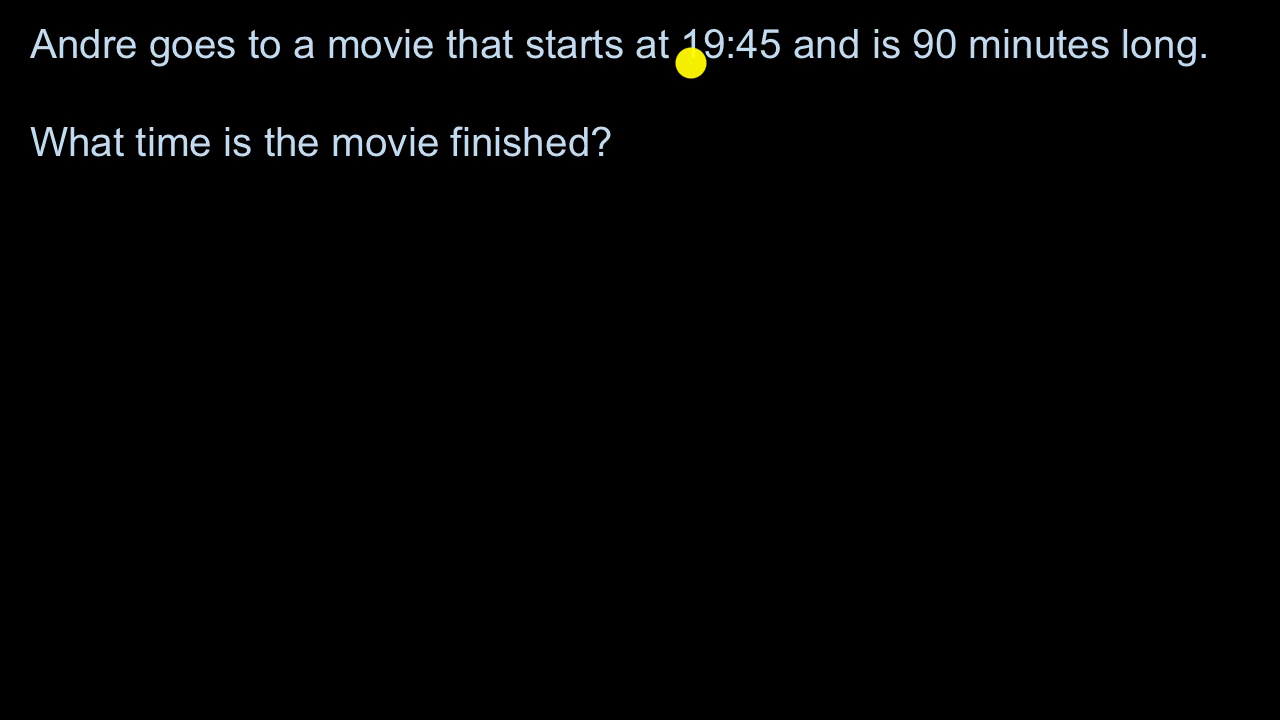 Andre goes to a movie that starts at 19:45 and is 90 minutes long.
What time is the movie finished?